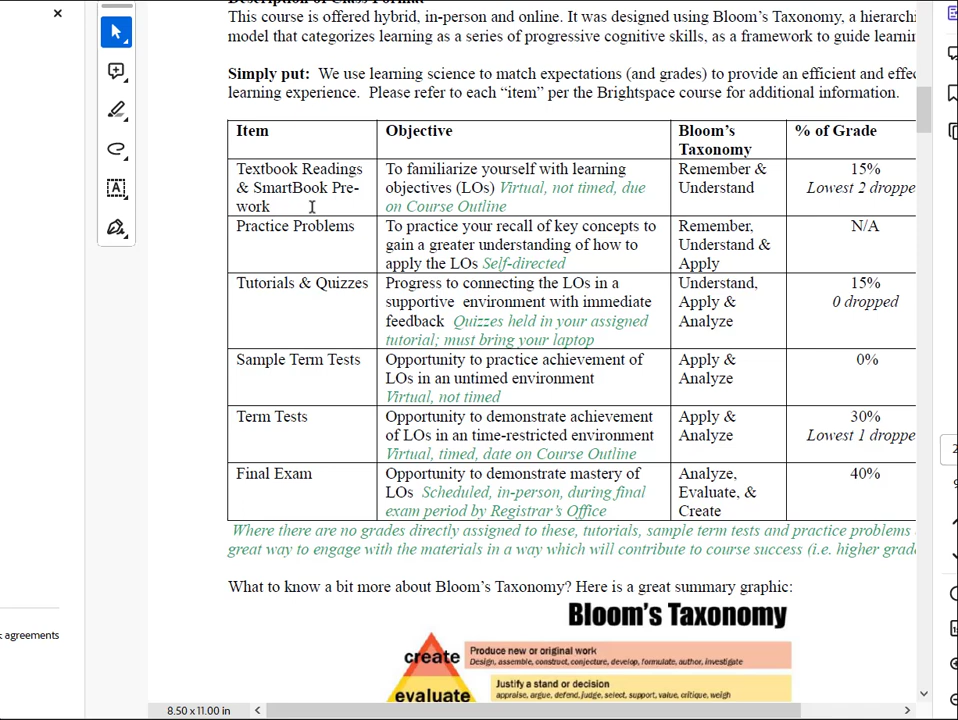 Description of Class Format
This course is offered hybrid, in-person and online. It was designed using Bloom's Taxonomy, a hierarchi
model that categorizes learning as a series of progressive cognitive skills, as a framework to guide learnin
Simply put: We use learning science to match expectations (and grades) to provide an efficient and effec
learning experience. Please refer to each “item” per the Brightspace course for additional information.
Item Objective Bloom's % of Grade
Taxonomy
Textbook Readings To familiarize yourself with learning Remember & 15%
& SmartBook Pre- objectives (LOs) Virtual, not timed, due Understand Lowest 2 droppe
work on Course Outline
Practice Problems To practice your recall of key concepts to Remember, N/A
gain a greater understanding of how to Understand &
apply the LOs Self-directed Apply
Tutorials & Quizzes Progress to connecting the LOs in a Understand, 15%
supportive environment with immediate Apply & 0 dropped
feedback Quizzes held in your assigned Analyze
tutorial; must bring your laptop
Sample Term Tests Opportunity to practice achievement of Apply & 0%
LOs in an untimed environment Analyze
Virtual, not timed
Term Tests Opportunity to demonstrate achievement Apply & 30%
of LOs in an time-restricted environment Analyze Lowest 1 droppe
Virtual, timed, date on Course Outline
Final Exam Opportunity to demonstrate mastery of Analyze, 40%
LOs Scheduled, in-person, during final Evaluate, &
exam period by Registrar's Office Create
Where there are no grades directly assigned to these, tutorials, sample term tests and practice problems
great way to engage with the materials in a way which will contribute to course success (i.e. higher grad
What to know a bit more about Bloom's Taxonomy? Here is a great summary graphic:
Bloom's Taxonomy
create Produce new or original work
Design, assemble, construct, conjecture, develop, formulate, author, investigate
evaluate Justify a stand or decision
appraise, argue, defend, judge, select, support, value, critique, weigh
agreements
8.50 x 11.00 in